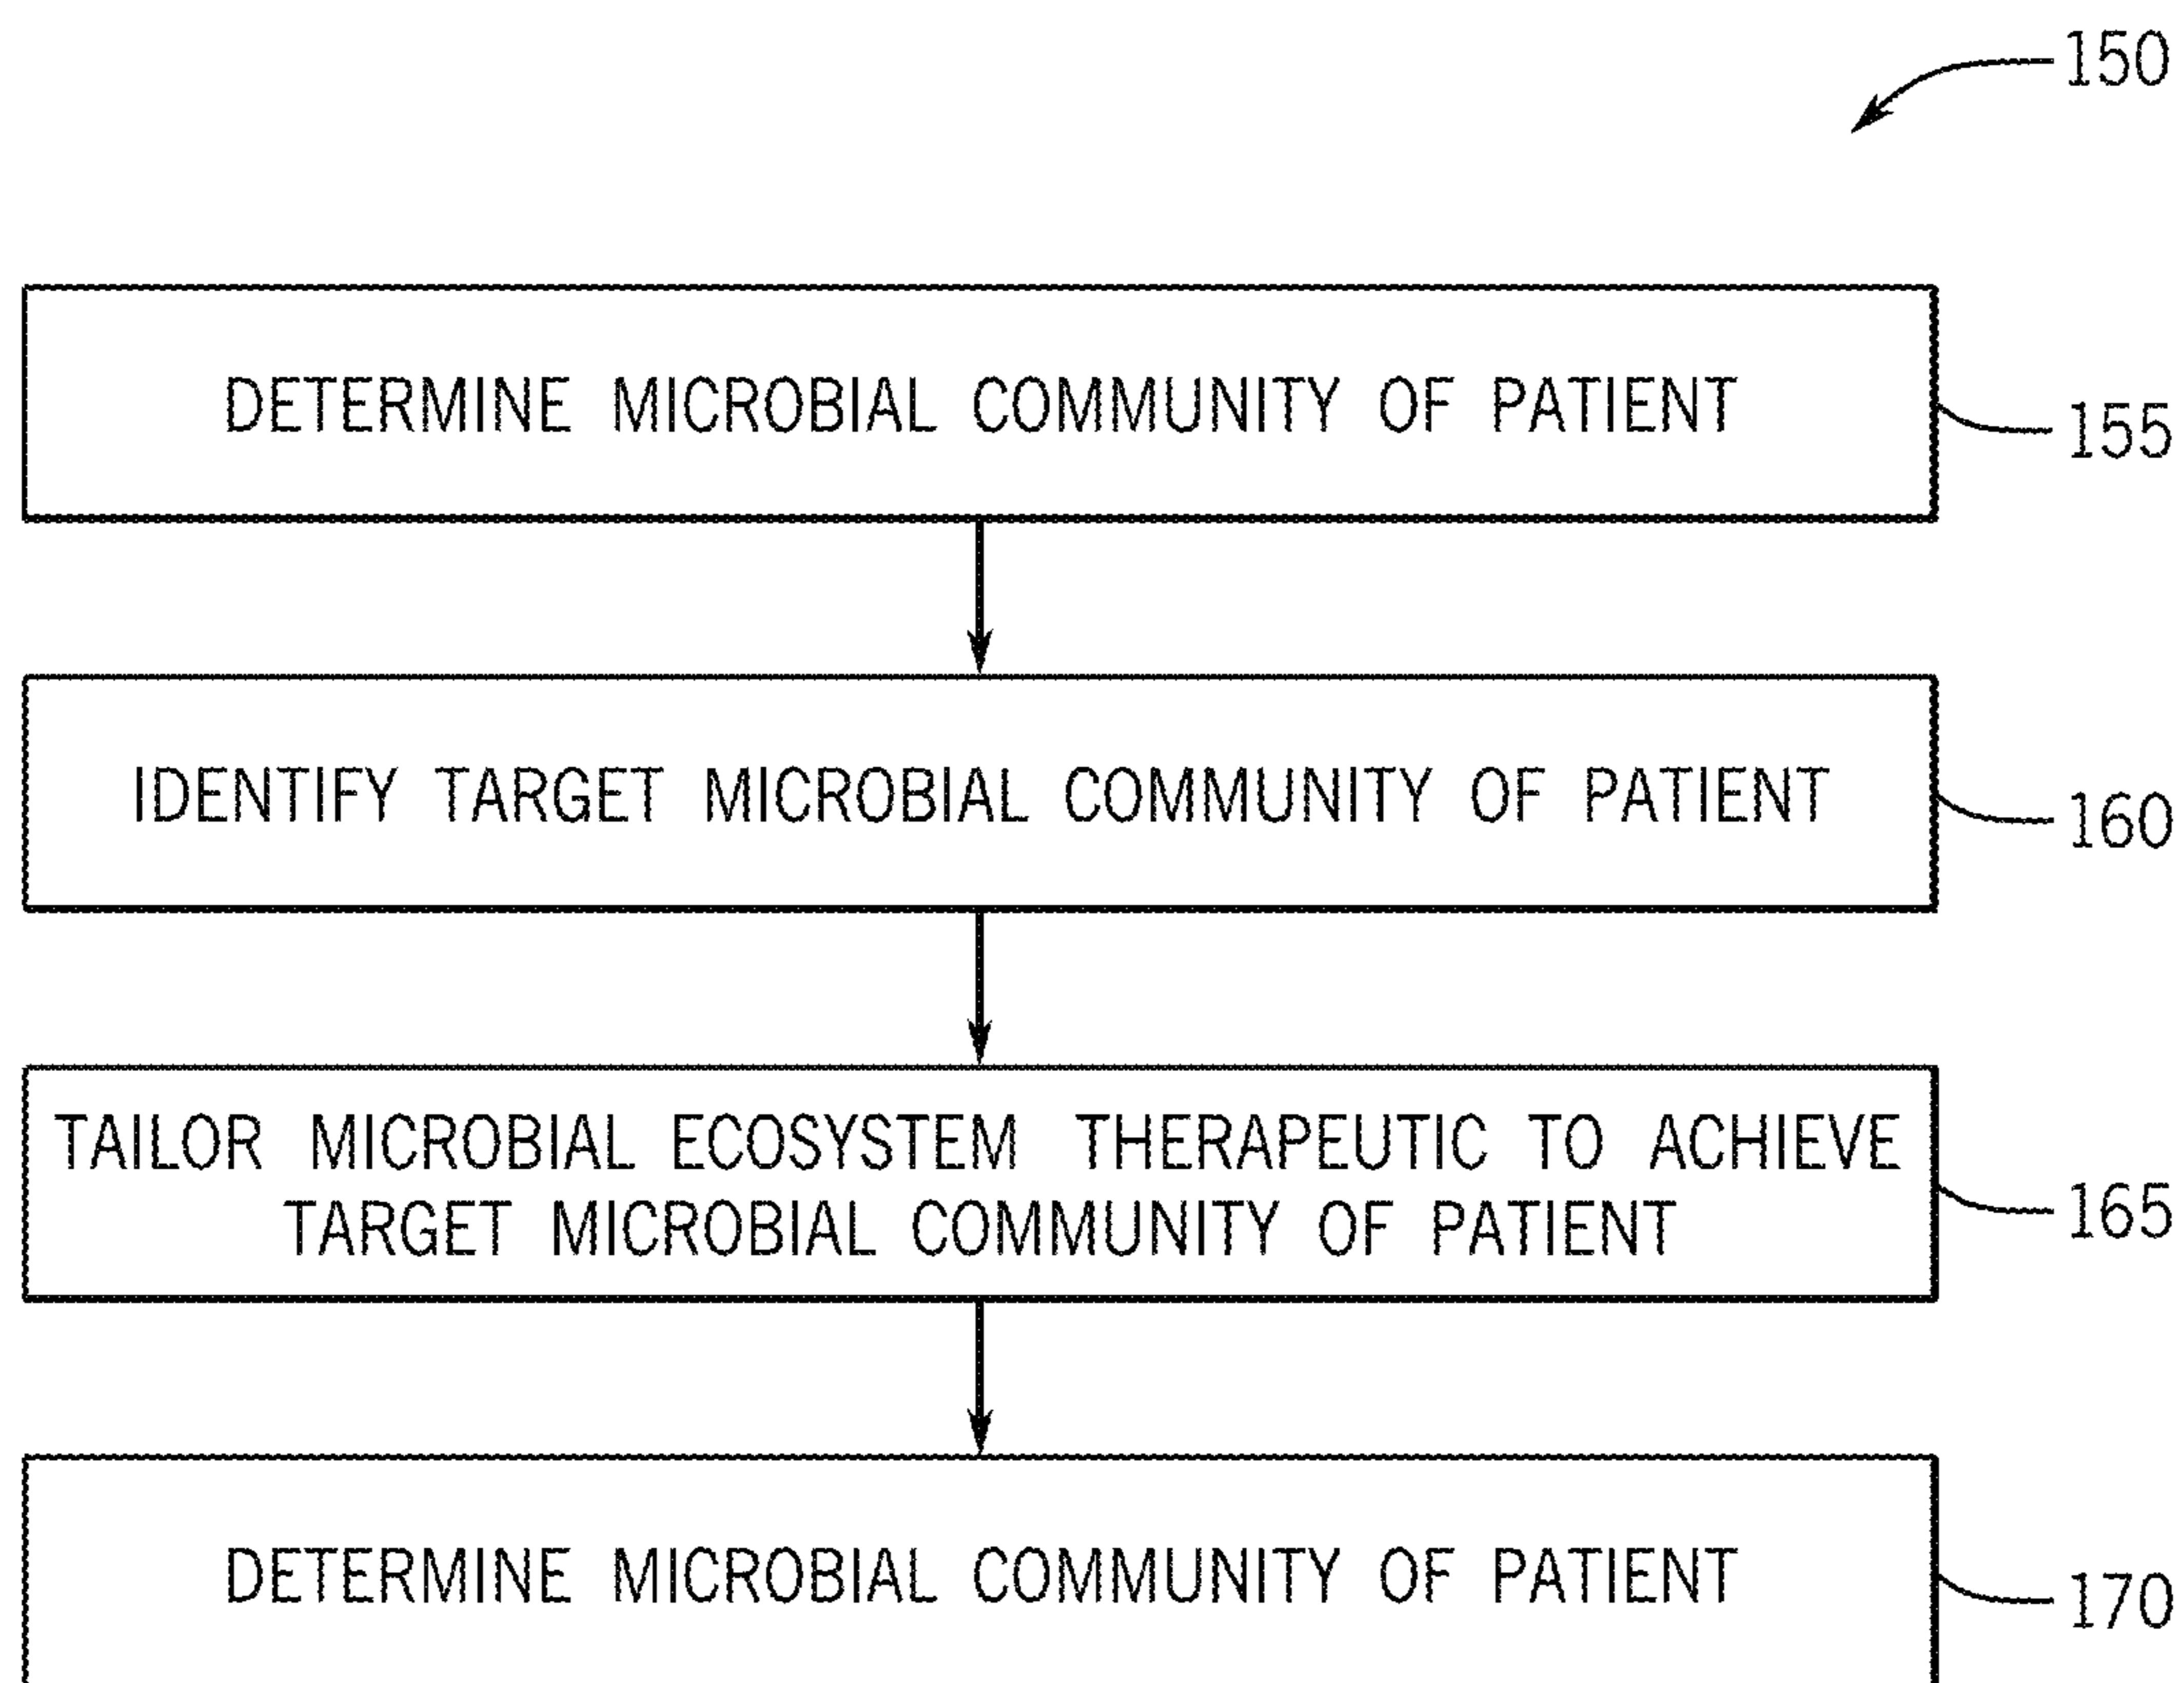 150
DETERMINE MICROBIAL COMMUNITY OF PATIENT
155
IDENTIFY TARGET MICROBIAL COMMUNITY OF PATIENT
160
TAILOR MICROBIAL ECOSYSTEM THERAPEUTIC TO ACHIEVE
TARGET MICROBIAL COMMUNITY OF PATIENT
165
DETERMINE MICROBIAL COMMUNITY OF PATIENT
170